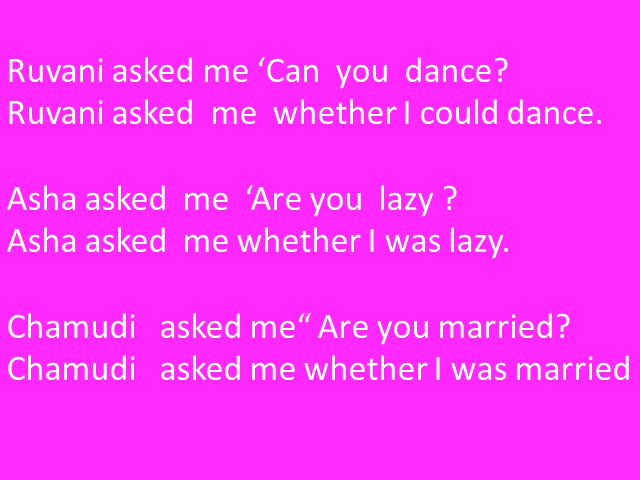 Ruvani asked me ‘Can you dance?
Ruvani asked me whether I could dance.
Asha asked me ‘Are you lazy ?
Asha asked me whether I was lazy.
Chamudi asked me“ Are you married?
Chamudi asked me whether I was married